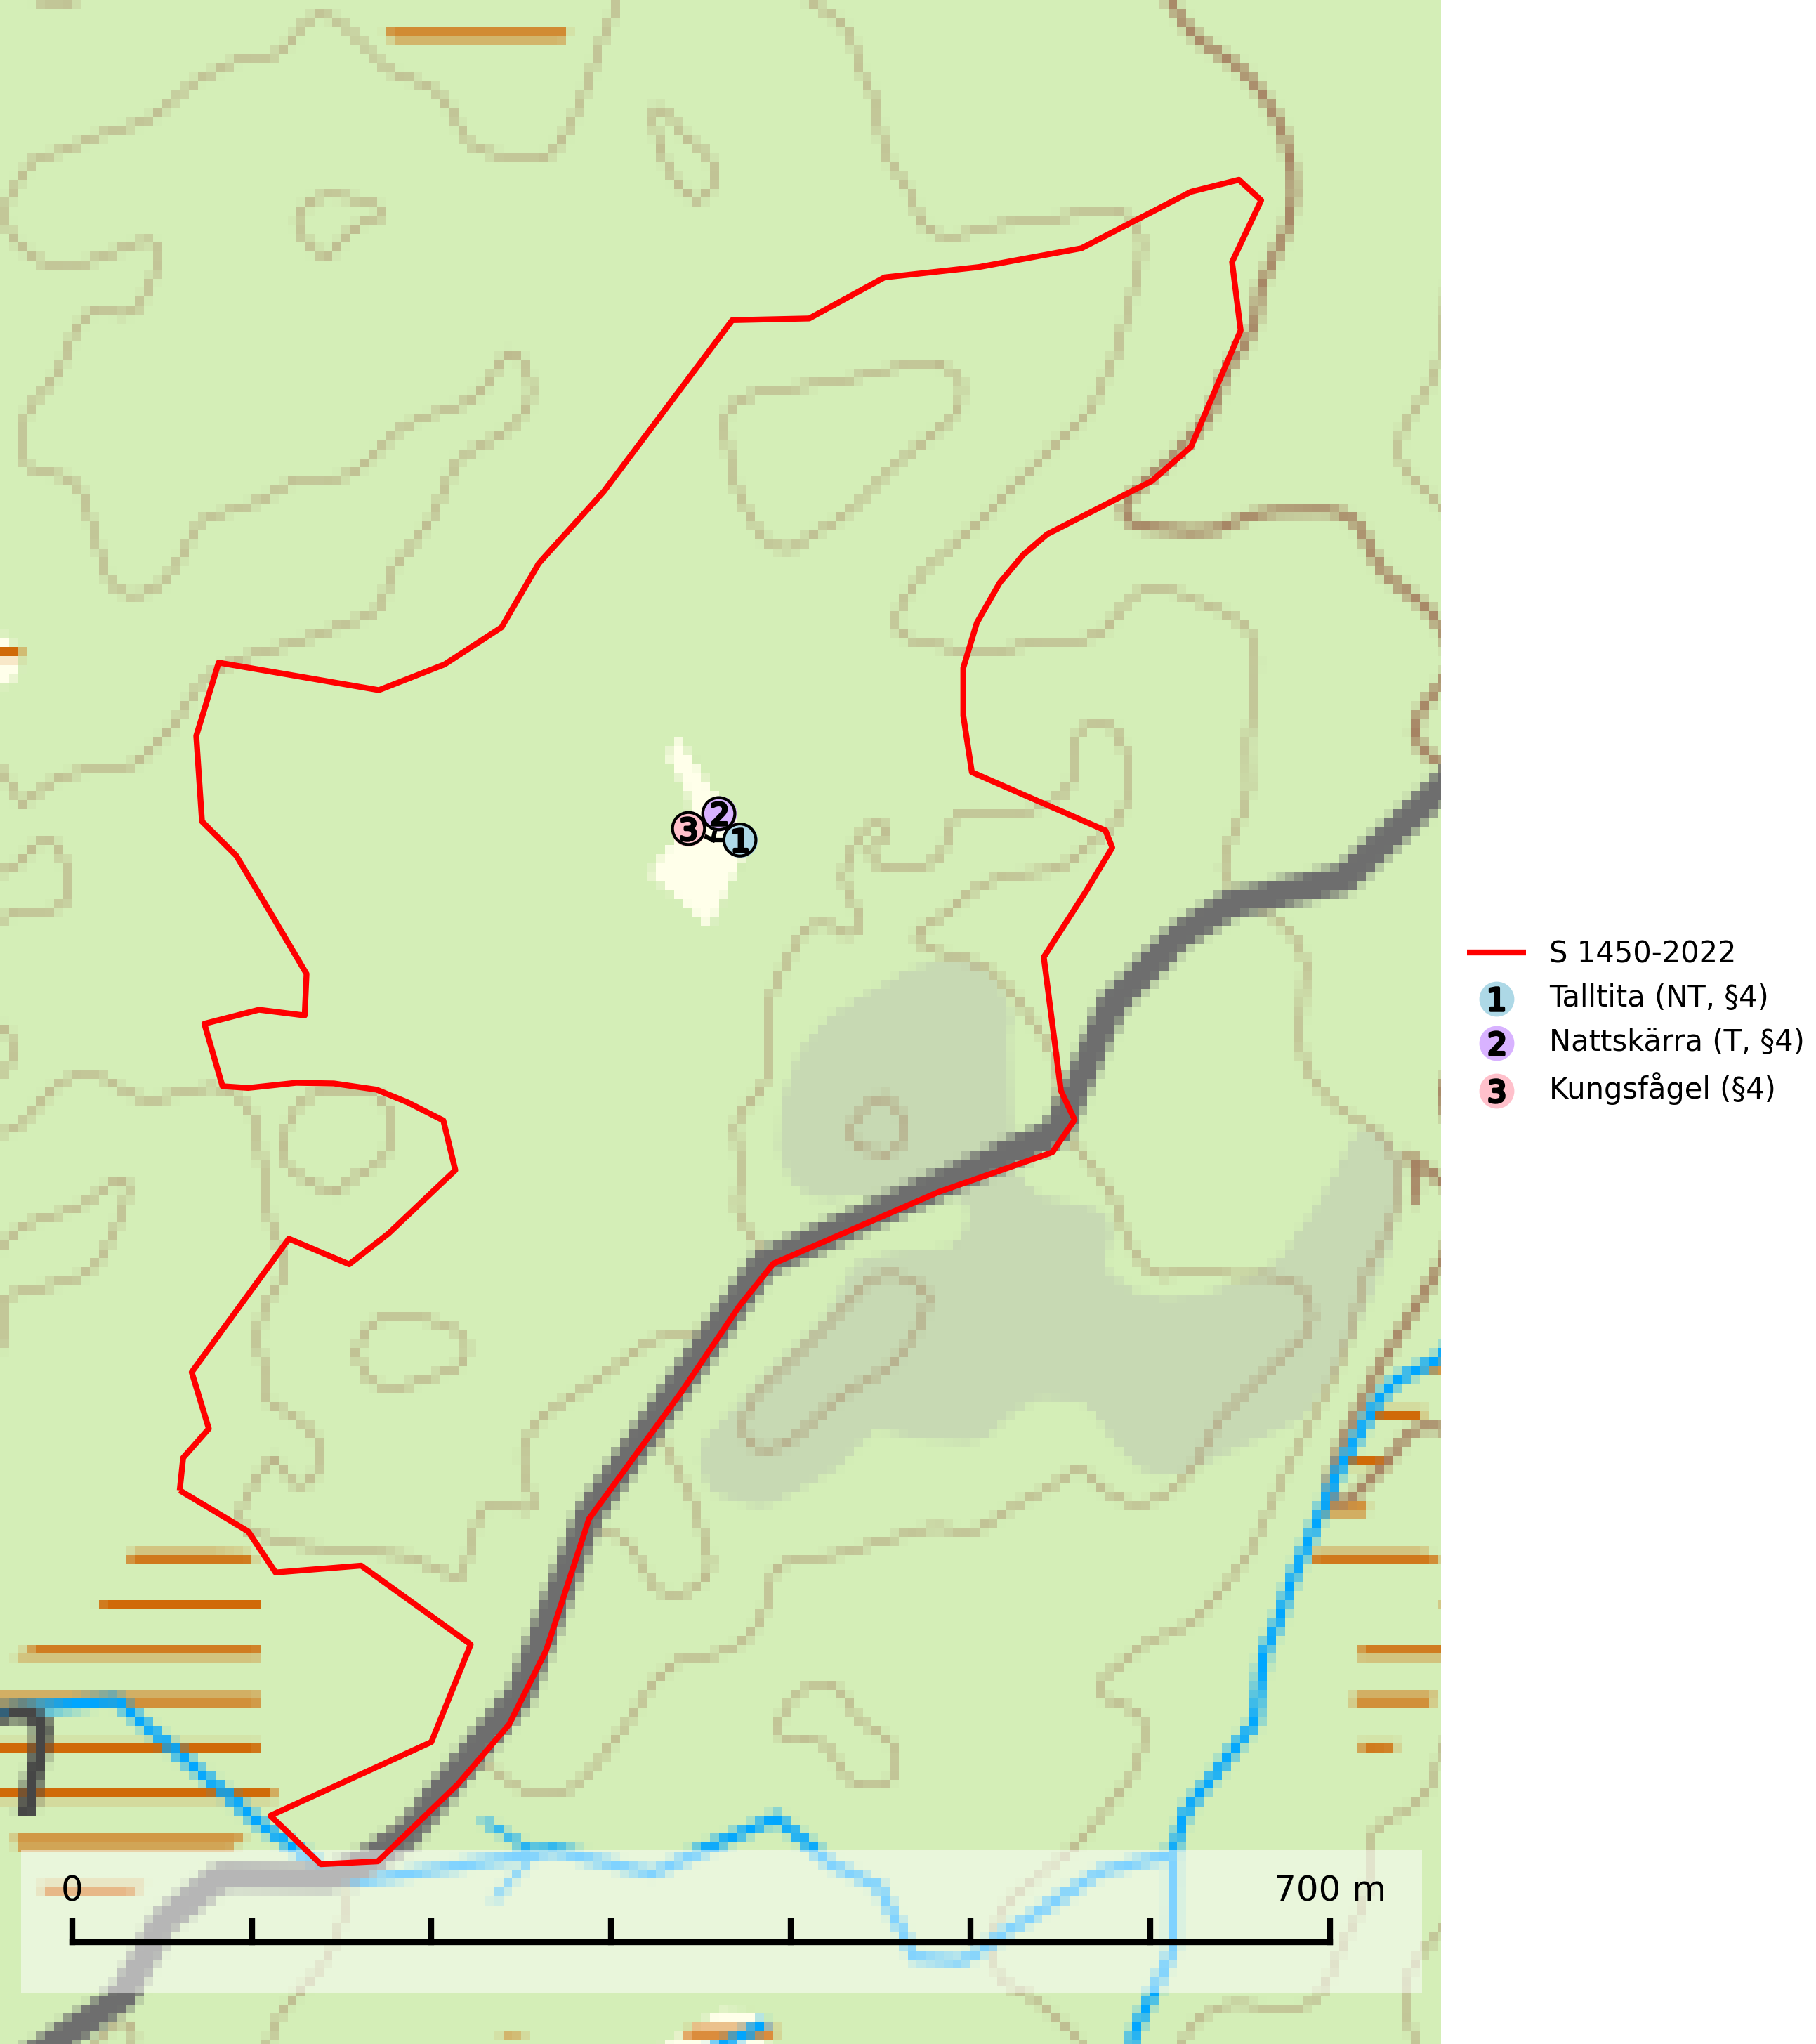 3 2 1
S 1450-2022
1 Talltita (NT, §4)
2 Nattskärra (T, §4)
3 Kungsfågel (§4)
0 700 m